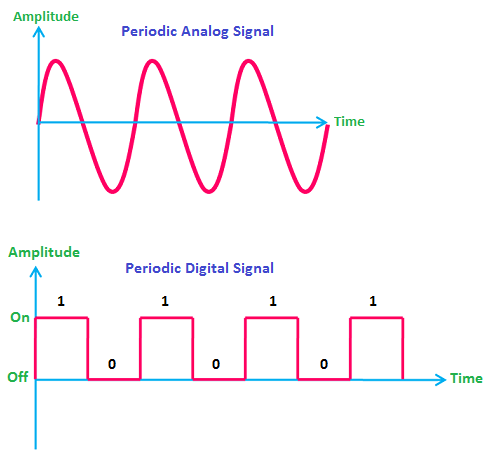 Amplitude
Periodic Analog Signal
Time
Amplitude
Periodic Digital Signal
1 1 1 1
On
0 0 0
Off
Time